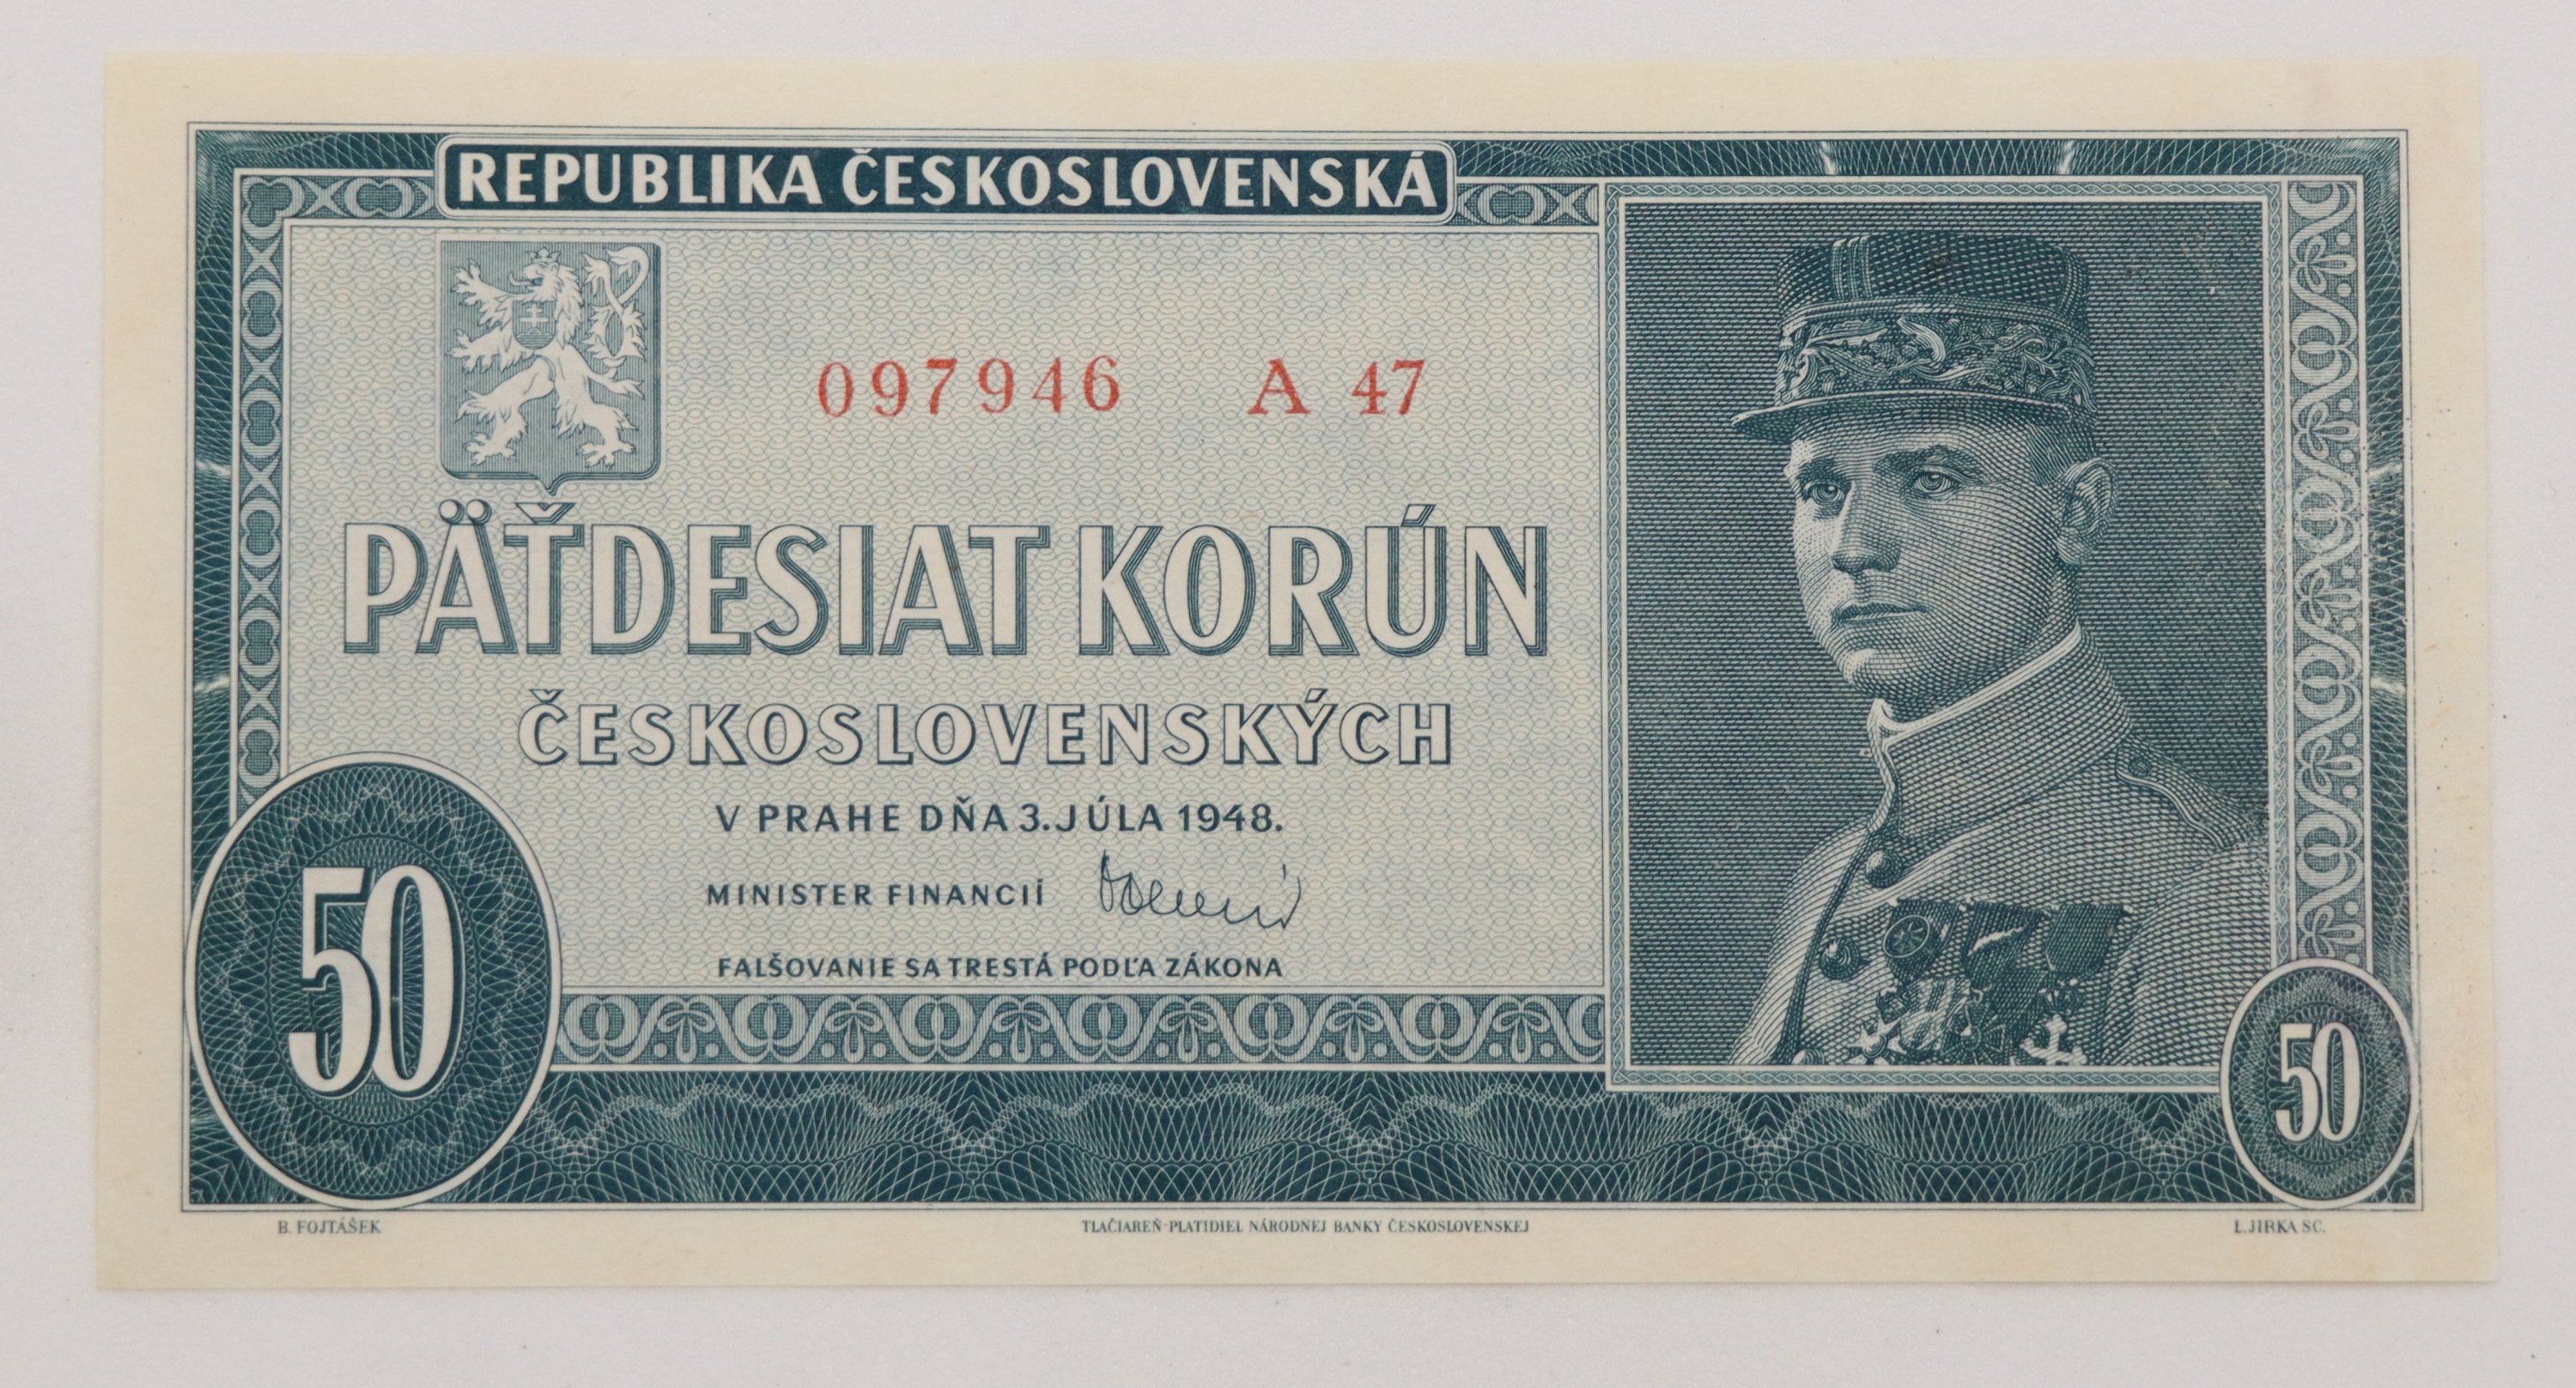 REPUBLIKA ČESKOSLOVENSKÁ
097946 A 47
PÄŤDESIAT KORÚN
ČESKOSLOVENSKÝCH
V PRAHE DŇA 3. JÚLA 1948.
MINISTER FINANCIÍ
FALŠOVANIE SA TRESTÁ PODĽA ZÁKONA
50
50
B. FOJTÁŠEK
TLAČIAREŇ-PLATIDIEL NÁRODNEJ BANKY ČESKOSLOVENSKEJ
L. JIRKA SC.